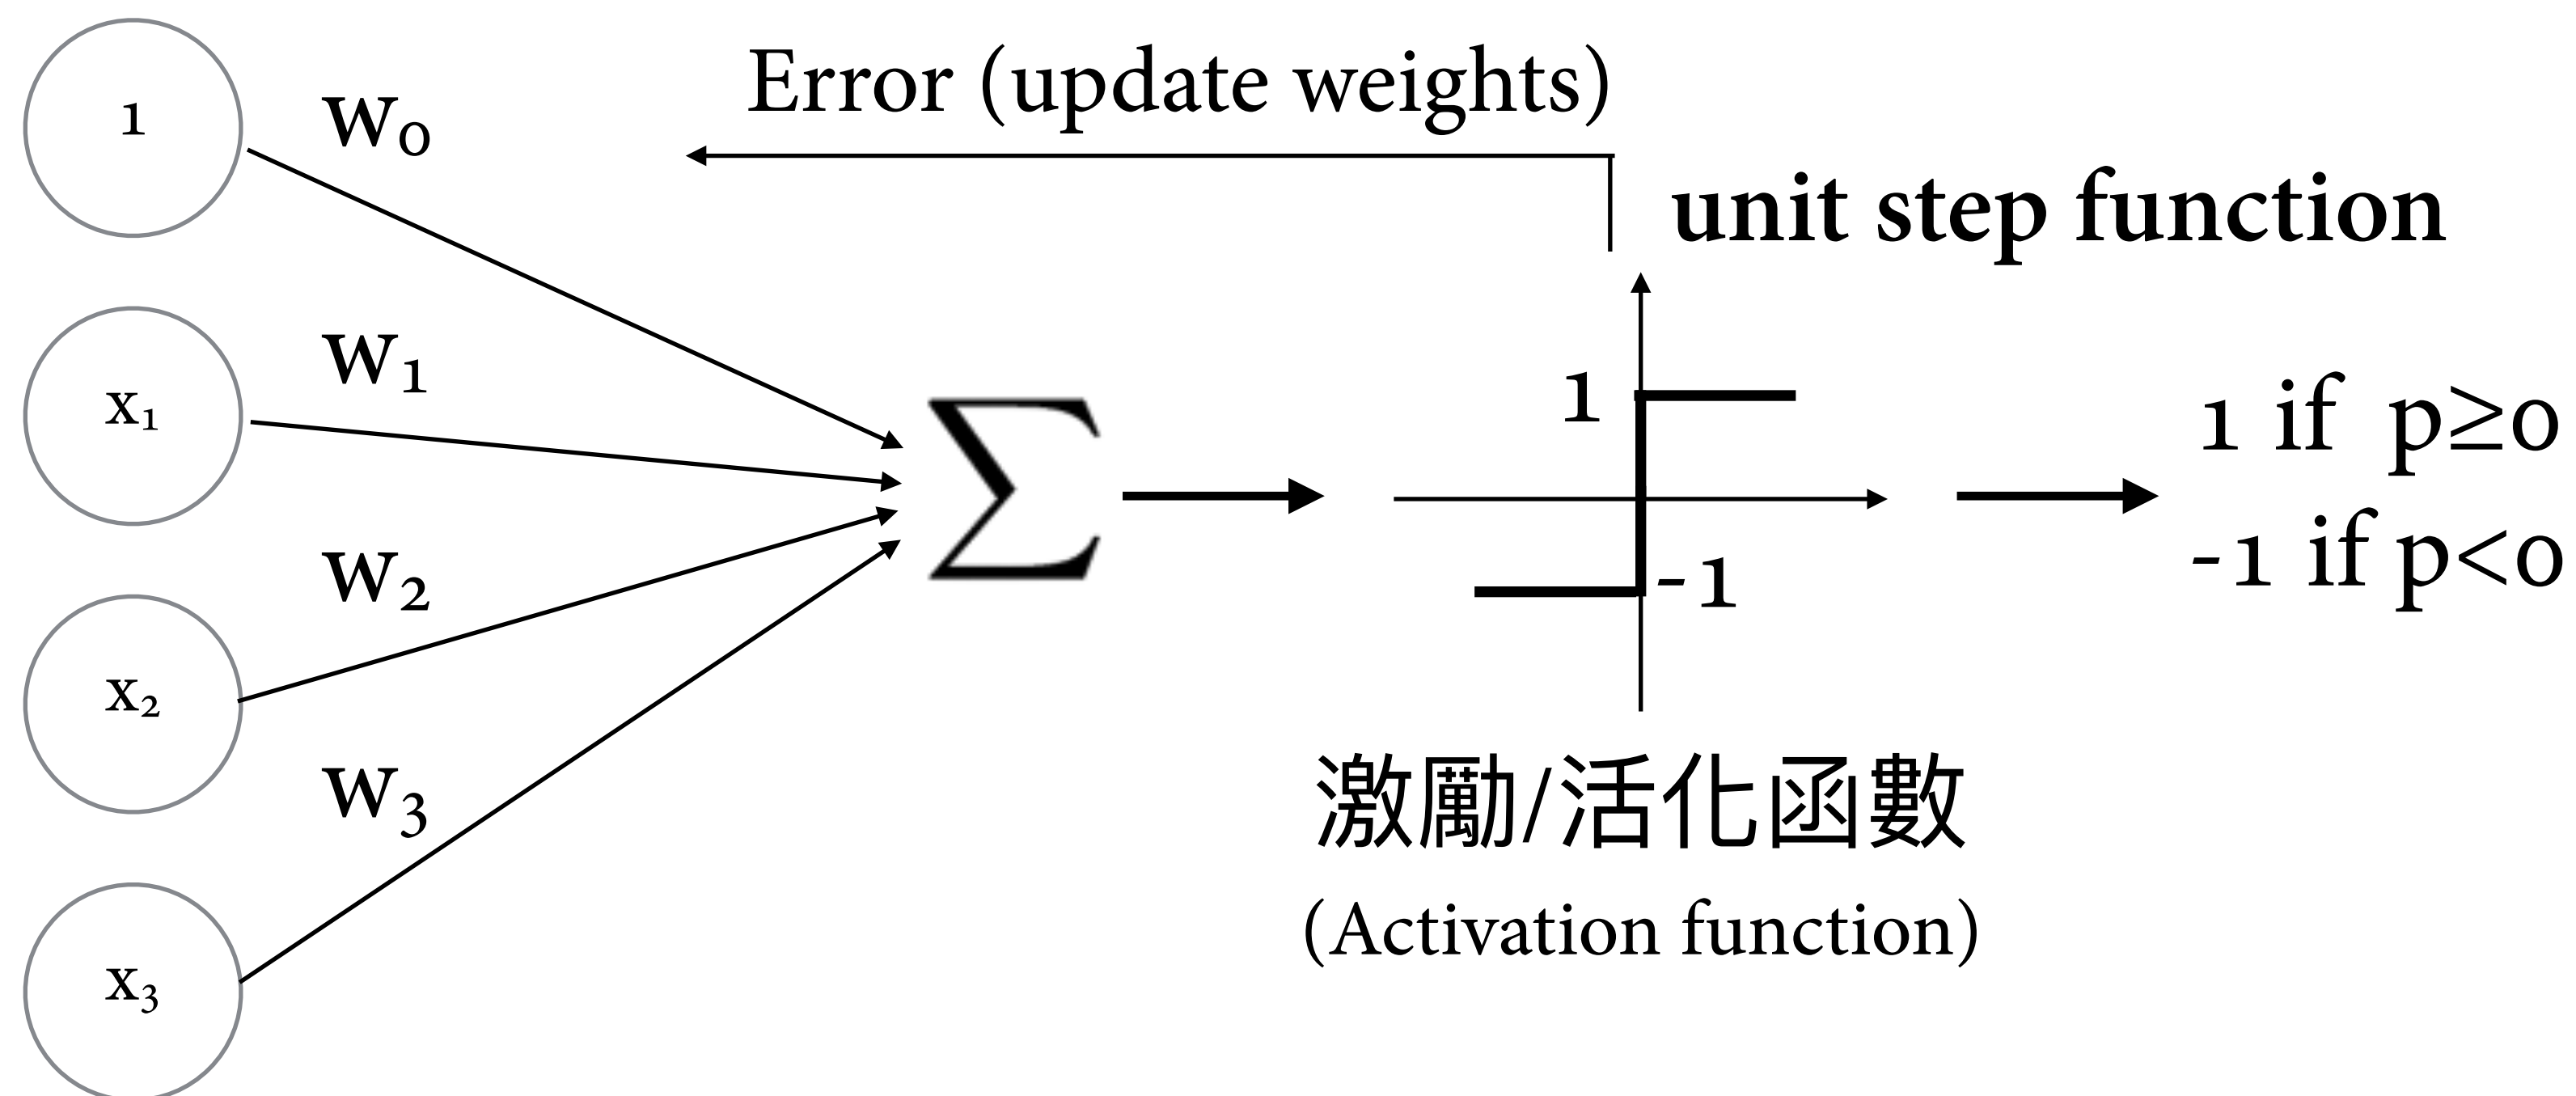 1
w₀
Error (update weights)
unit step function
x₁
w₁
∑
1
-1
1 if p≥0
-1 if p<0
x₂
w₂
激勵/活化函數
(Activation function)
x₃
w₃